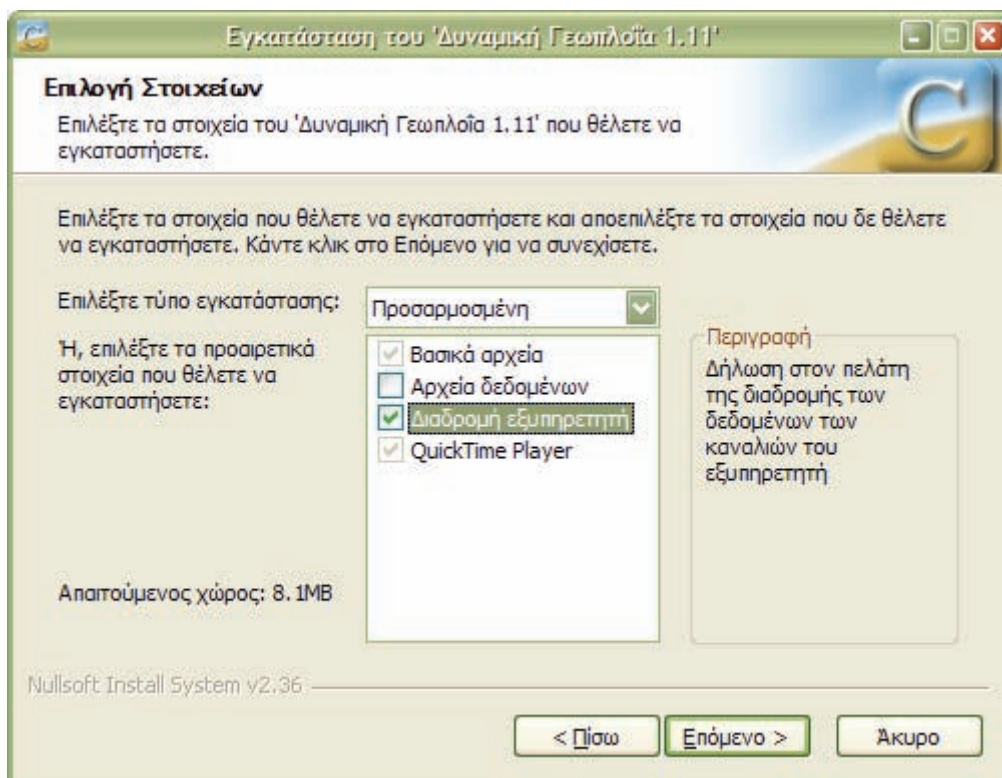 Εγκατάσταση του 'Δυναμική Γεωπλοΐα 1.11'
Επιλογή Στοιχείων
Επιλέξτε τα στοιχεία του 'Δυναμική Γεωπλοΐα 1.11' που θέλετε να
εγκαταστήσετε.
C
Επιλέξτε τα στοιχεία που θέλετε να εγκαταστήσετε και αποεπιλέξτε τα στοιχεία που δε θέλετε
να εγκαταστήσετε. Κάντε κλικ στο Επόμενο για να συνεχίσετε.
Επιλέξτε τύπο εγκατάστασης:
Προσαρμοσμένη
Ή, επιλέξτε τα προαιρετικά
στοιχεία που θέλετε να
εγκαταστήσετε:
Βασικά αρχεία
Αρχεία δεδομένων
Διαδρομή εξυπηρετητή
QuickTime Player
Περιγραφή
Δήλωση στον πελάτη
της διαδρομής των
δεδομένων των
καναλιών του
εξυπηρετητή
Απαιτούμενος χώρος: 8.1MB
Nullsoft Install System v2.36
< Πίσω
Επόμενο >
Άκυρο